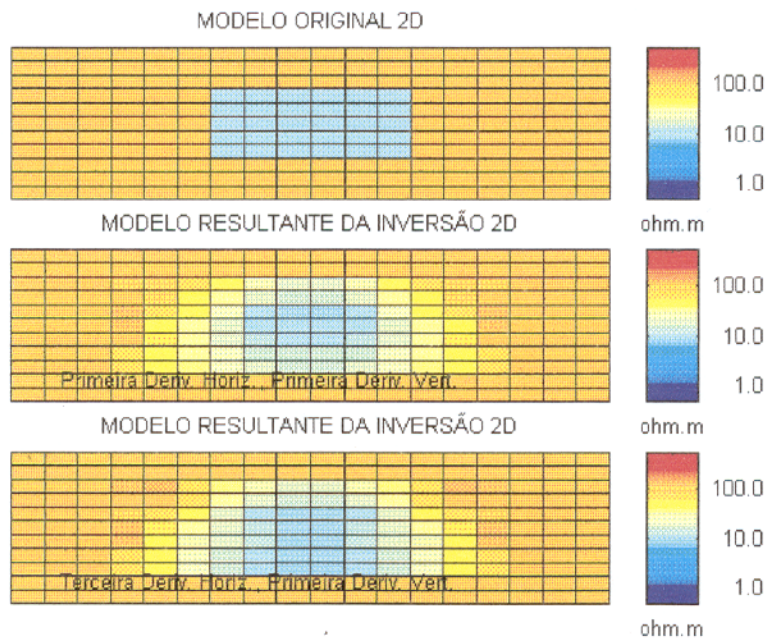 MODELO ORIGINAL 2D
100.0
10.0
1.0
ohm.m
MODELO RESULTANTE DA INVERSÃO 2D
100.0
10.0
1.0
Primeira Deriv. Horiz. , Primeira Deriv. Vert.
ohm.m
MODELO RESULTANTE DA INVERSÃO 2D
100.0
10.0
1.0
Terceira Deriv. Horiz. , Primeira Deriv. Vert.
ohm.m